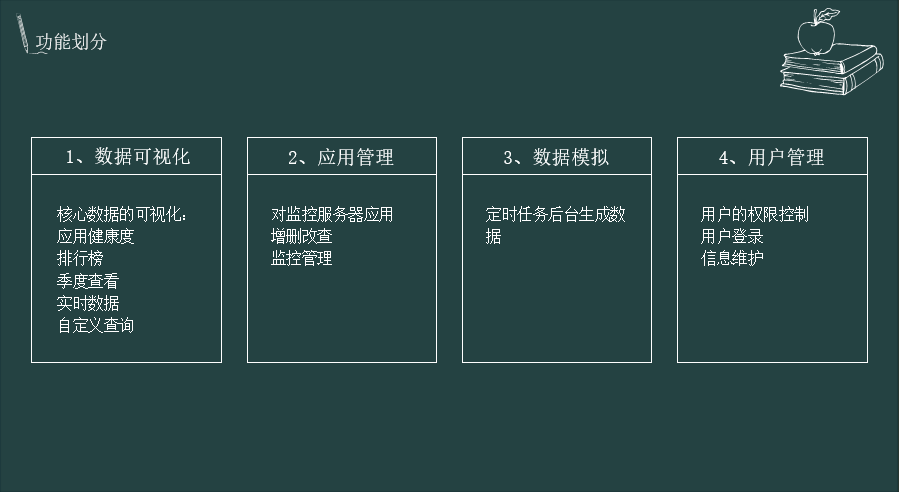 功能划分
1、数据可视化
核心数据的可视化：
应用健康度
排行榜
季度查看
实时数据
自定义查询
2、应用管理
对监控服务器应用
增删改查
监控管理
3、数据模拟
定时任务后台生成数
据
4、用户管理
用户的权限控制
用户登录
信息维护